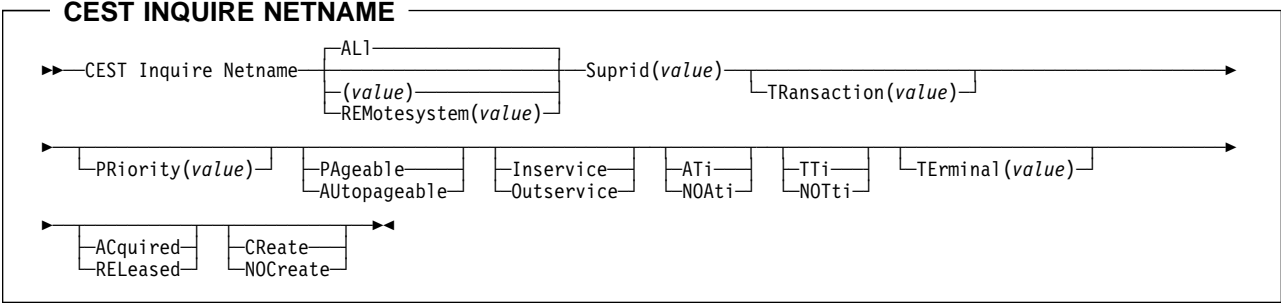 CEST INQUIRE NETNAME
ALl
CEST Inquire Netname Suprid(value)
(value) TRansaction(value)
REMotesystem(value)
PRiority(value) PAgeable Inservice ATi TTi TErminal(value)
AUtopageable Outservice NOAti NOTti
ACquired CReate
RELeased NOCreate